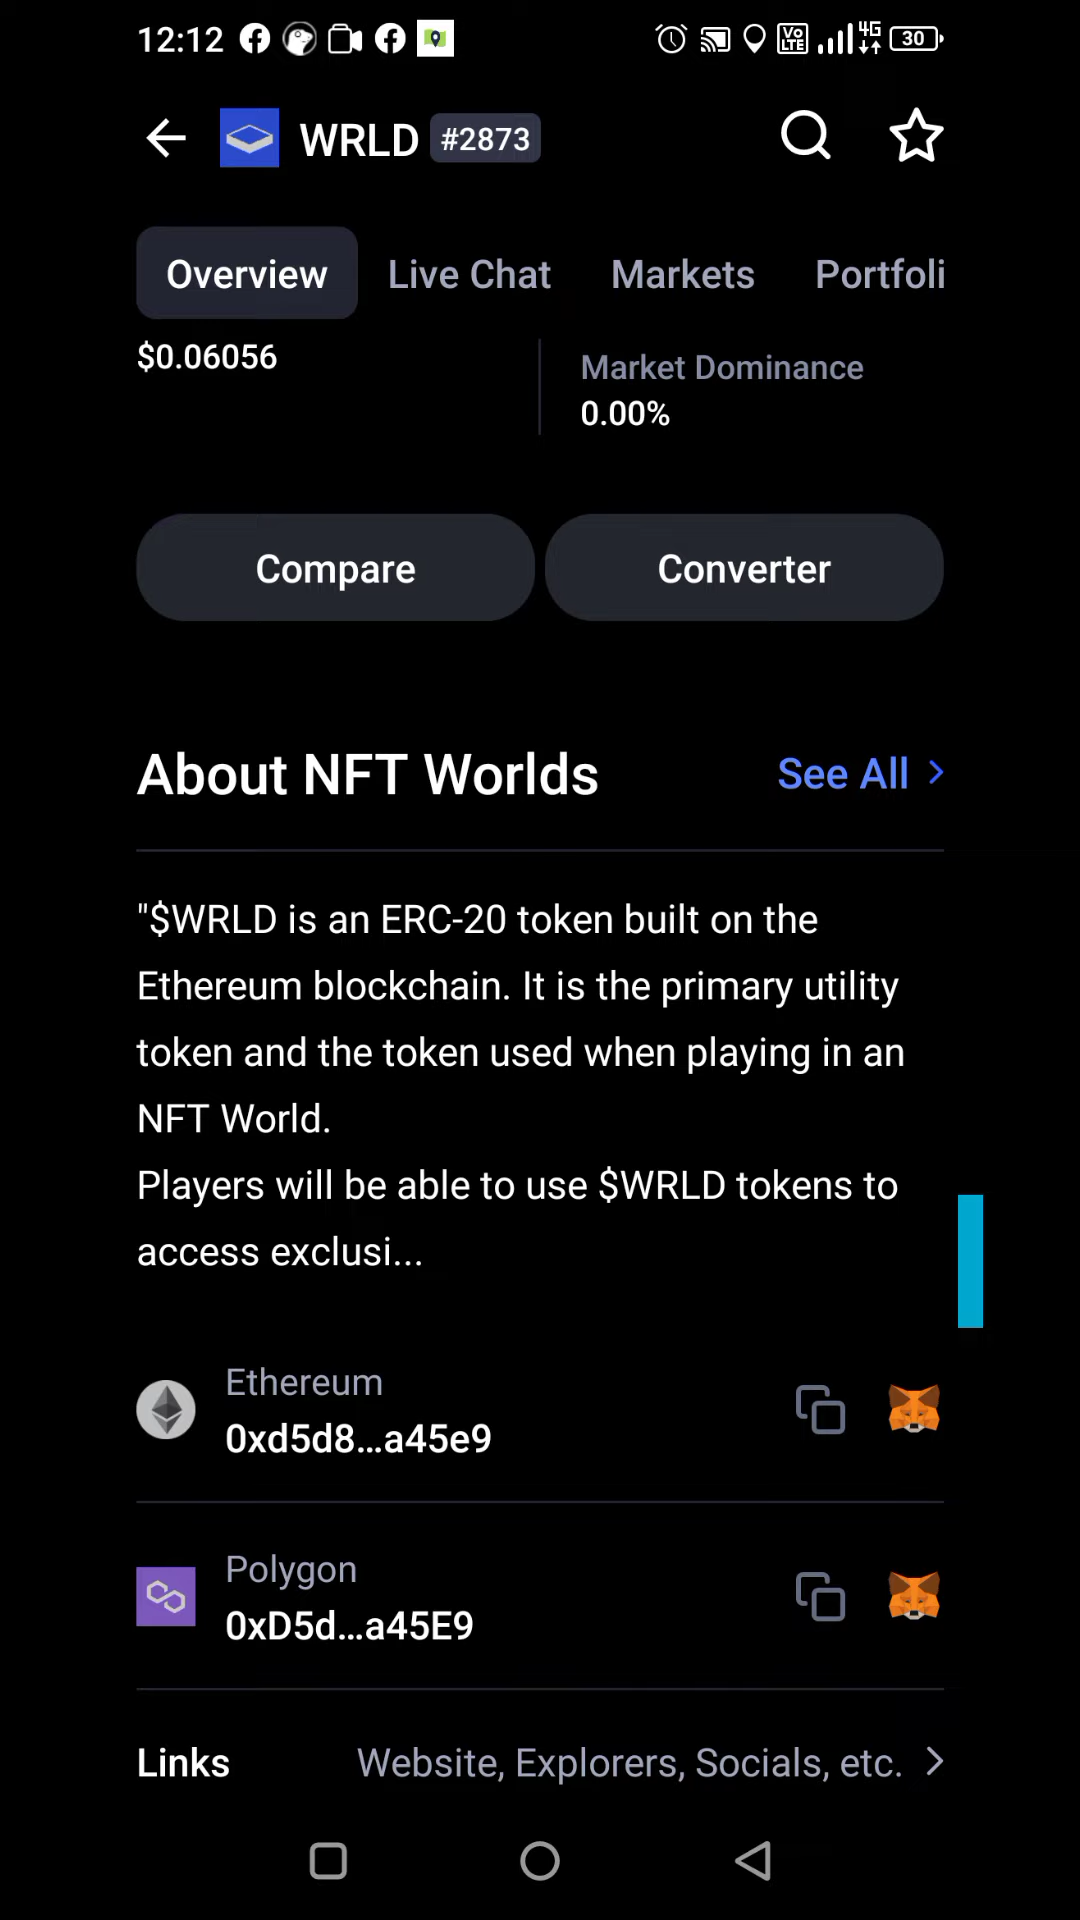 12:12
VO LTE 4G 30
WRLD #2873
Overview Live Chat Markets Portfoli
$0.06056
Market Dominance
0.00%
Compare Converter
About NFT Worlds See All
"$WRLD is an ERC-20 token built on the
Ethereum blockchain. It is the primary utility
token and the token used when playing in an
NFT World.
Players will be able to use $WRLD tokens to
access exclusi...
Ethereum
0xd5d8...a45e9
Polygon
0xD5d...a45E9
Links Website, Explorers, Socials, etc.